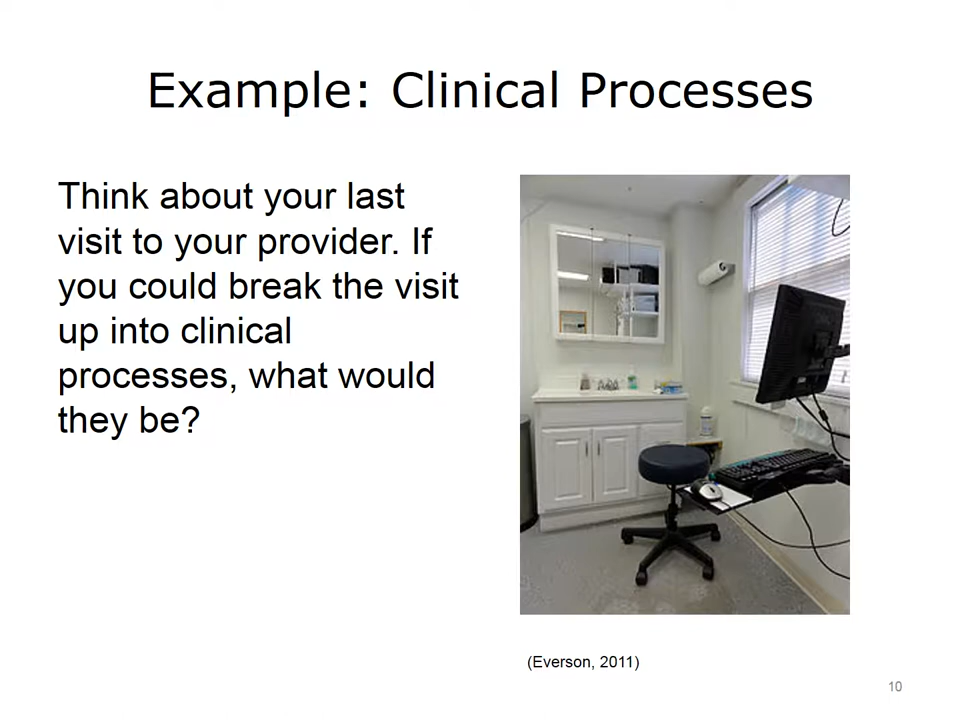 Example: Clinical Processes
Think about your last
visit to your provider. If
you could break the visit
up into clinical
processes, what would
they be?
(Everson, 2011)
10